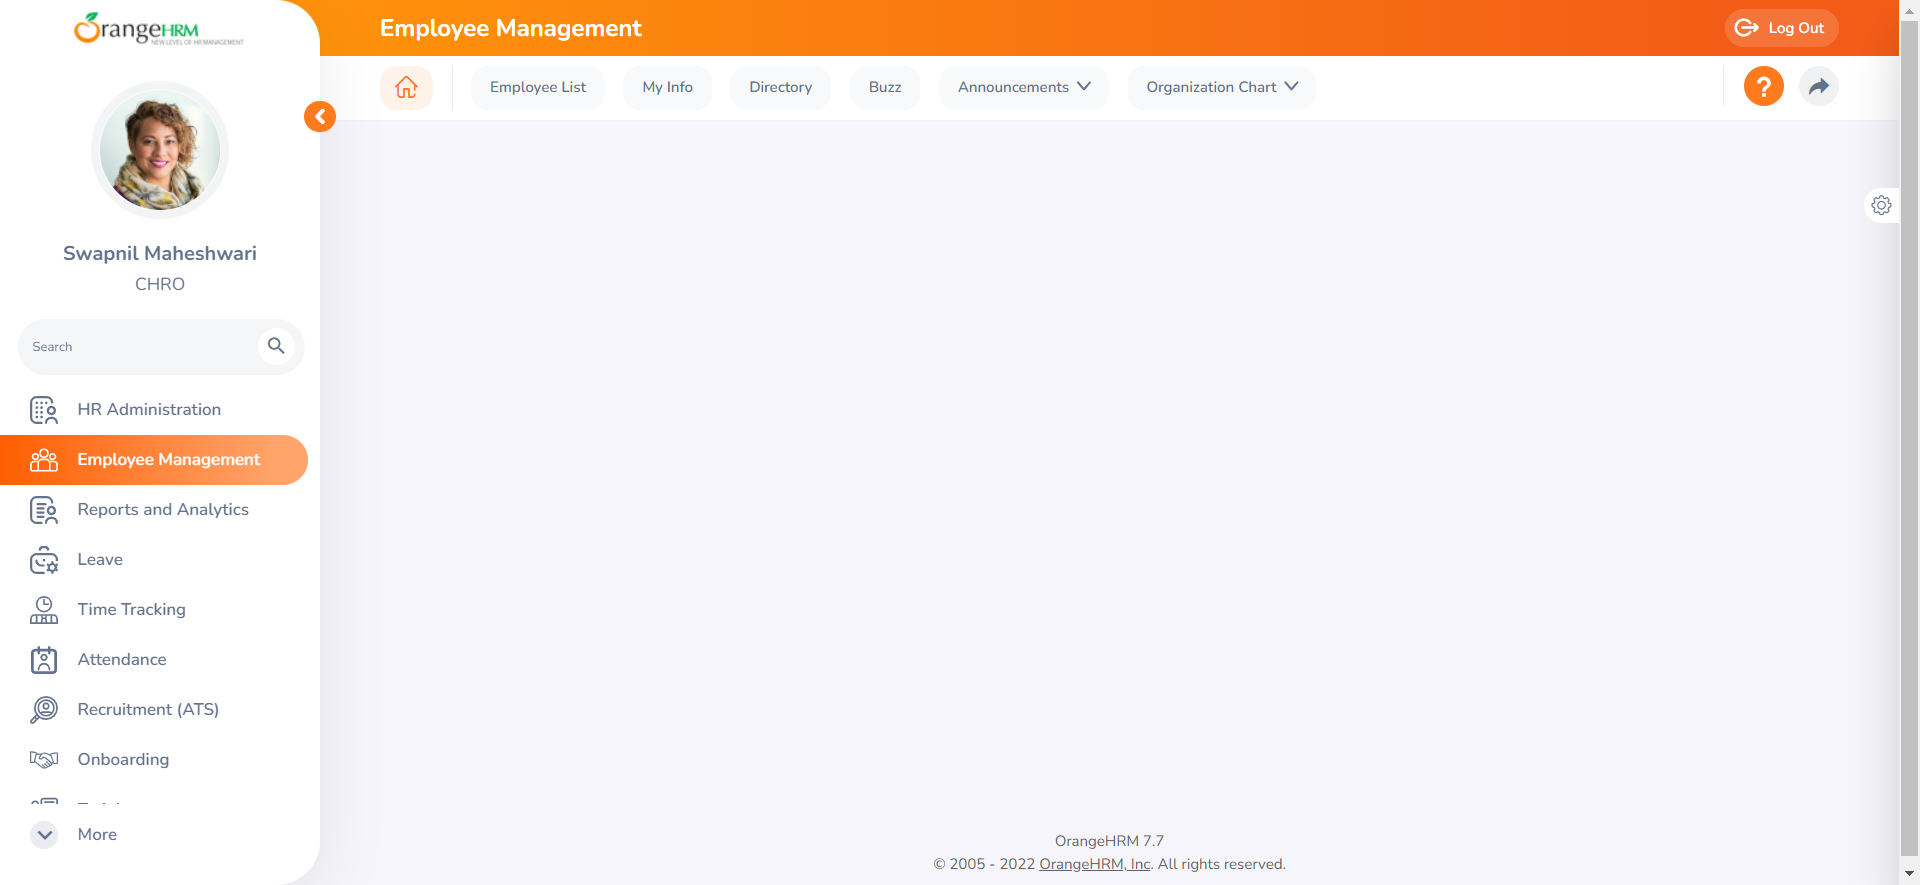 OrangeHRM
NEW LEVEL OF HR MANAGEMENT
Employee Management
Log Out
Employee List
My Info
Directory
Buzz
Announcements
Organization Chart
?
Swapnil Maheshwari
CHRO
Search
HR Administration
Employee Management
Reports and Analytics
Leave
Time Tracking
Attendance
Recruitment (ATS)
Onboarding
More
OrangeHRM 7.7
© 2005 - 2022 OrangeHRM, Inc. All rights reserved.